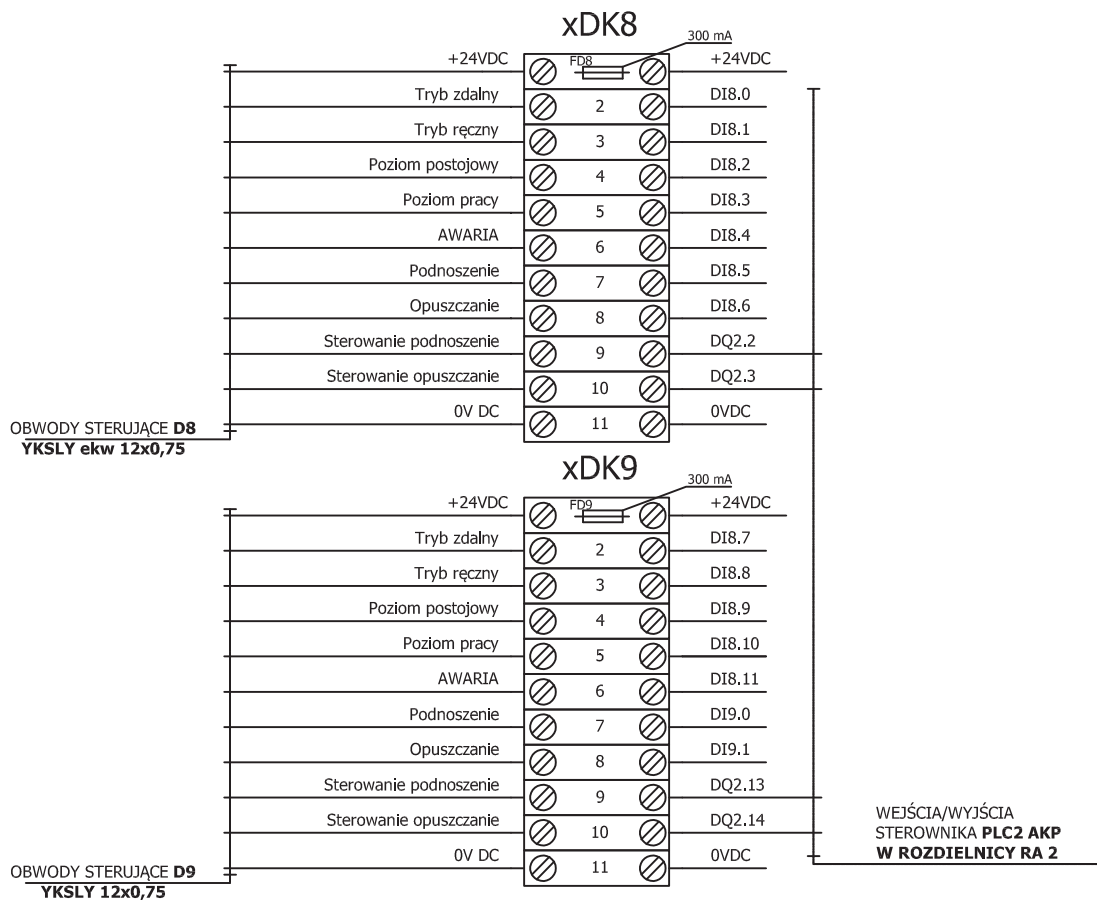 xDK8
300 mA
+24VDC FD8 +24VDC
Tryb zdalny 2 DI8.0
Tryb ręczny 3 DI8.1
Poziom postojowy 4 DI8.2
Poziom pracy 5 DI8.3
AWARIA 6 DI8.4
Podnoszenie 7 DI8.5
Opuszczanie 8 DI8.6
Sterowanie podnoszenie 9 DQ2.2
Sterowanie opuszczanie 10 DQ2.3
0V DC 11 0VDC
OBWODY STERUJĄCE D8
YKSLY ekw 12x0,75
xDK9
300 mA
+24VDC FD9 +24VDC
Tryb zdalny 2 DI8.7
Tryb ręczny 3 DI8.8
Poziom postojowy 4 DI8.9
Poziom pracy 5 DI8.10
AWARIA 6 DI8.11
Podnoszenie 7 DI9.0
Opuszczanie 8 DI9.1
Sterowanie podnoszenie 9 DQ2.13
Sterowanie opuszczanie 10 DQ2.14
0V DC 11 0VDC
OBWODY STERUJĄCE D9
YKSLY 12x0,75
WEJŚCIA/WYJŚCIA
STEROWNIKA PLC2 AKP
W ROZDIELNICY RA 2